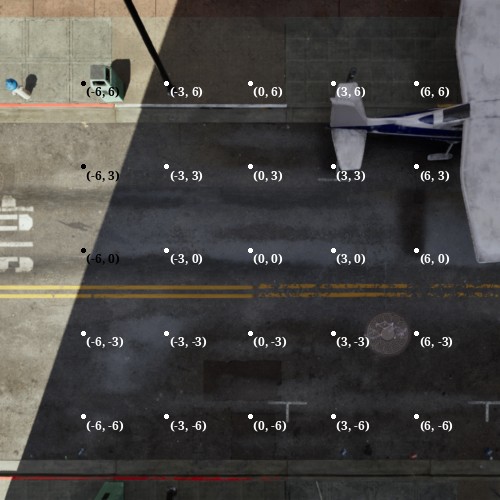 (-6, 6) (-3, 6) (0, 6) (3, 6) (6, 6)
(-6, 3) (-3, 3) (0, 3) (3, 3) (6, 3)
STOP
(-6, 0) (-3, 0) (0, 0) (3, 0) (6, 0)
(-6, -3) (-3, -3) (0, -3) (3, -3) (6, -3)
(-6, -6) (-3, -6) (0, -6) (3, -6) (6, -6)